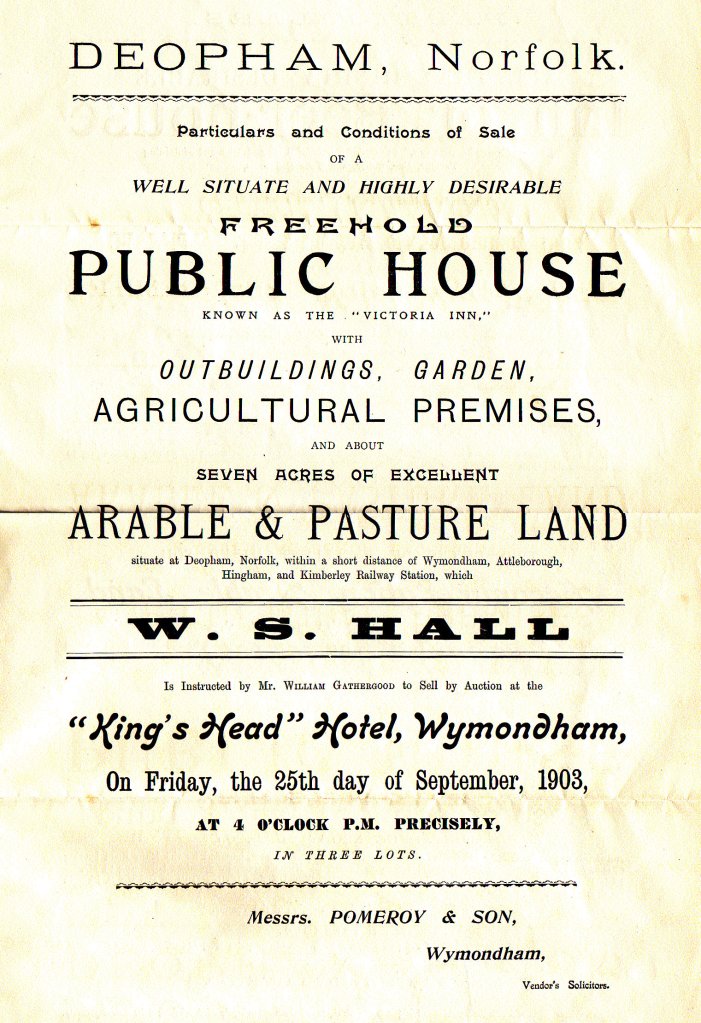 DEOPHAM, Norfolk.
Particulars and Conditions of Sale
OF A
WELL SITUATE AND HIGHLY DESIRABLE
FREEHOLD
PUBLIC HOUSE
KNOWN AS THE "VICTORIA INN,"
WITH
OUTBUILDINGS, GARDEN,
AGRICULTURAL PREMISES,
AND ABOUT
SEVEN ACRES OF EXCELLENT
ARABLE & PASTURE LAND
situate at Deopham, Norfolk, within a short distance of Wymondham, Attleborough,
Hingham, and Kimberley Railway Station, which
W. S. HALL
Is Instructed by Mr. WILLIAM GATHERGOOD to Sell by Auction at the
"King's Head" Hotel, Wymondham,
On Friday, the 25th day of September, 1903,
AT 4 O'CLOCK P.M. PRECISELY,
IN THREE LOTS.
Messrs. POMEROY & SON,
Wymondham,
Vendor's Solicitors.